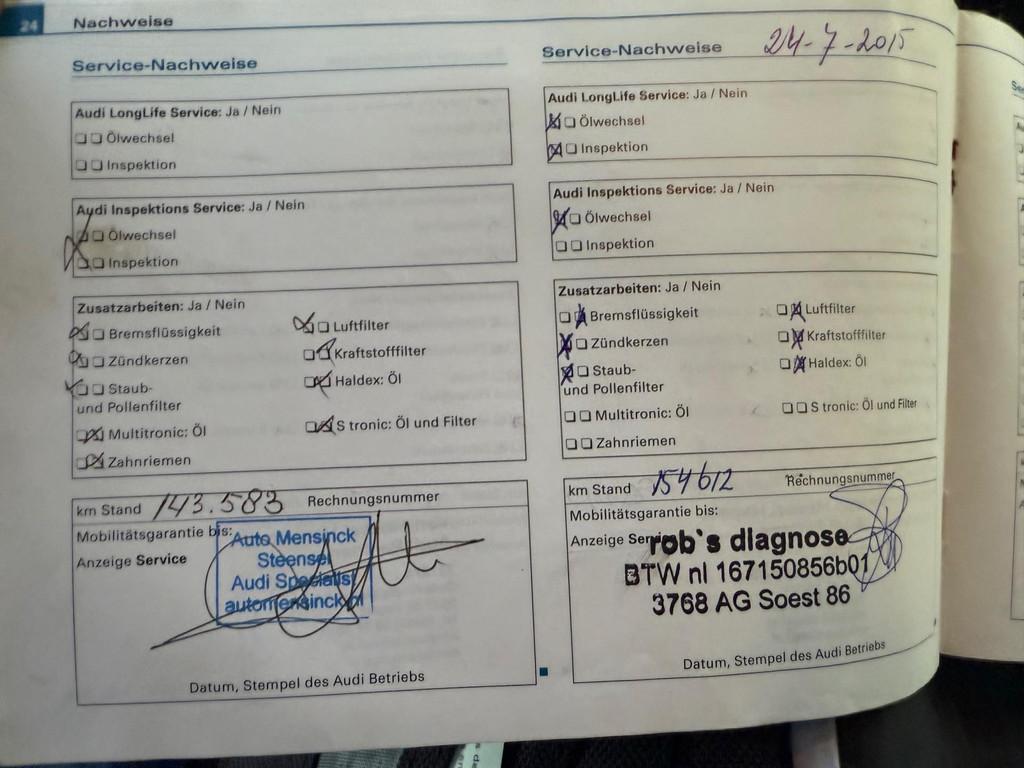 24 Nachweise
Service-Nachweise
Audi LongLife Service: Ja / Nein
Ölwechsel
Inspektion
Audi Inspektions Service: Ja / Nein
Ölwechsel
Inspektion
Zusatzarbeiten: Ja / Nein
Bremsflüssigkeit
Luftfilter
Zündkerzen
Kraftstofffilter
Staub-
und Pollenfilter
Haldex: Öl
Multitronic: Öl
S tronic: Öl und Filter
Zahnriemen
km Stand 143.583 Rechnungsnummer
Mobilitätsgarantie bis:
Anzeige Service
Auto Mensinck
Steensel
Audi Specialist
automensinck.nl
Datum, Stempel des Audi Betriebs
Service-Nachweise 24-7-2015
Audi LongLife Service: Ja / Nein
Ölwechsel
Inspektion
Audi Inspektions Service: Ja / Nein
Ölwechsel
Inspektion
Zusatzarbeiten: Ja / Nein
Bremsflüssigkeit
Luftfilter
Zündkerzen
Kraftstofffilter
Staub-
und Pollenfilter
Haldex: Öl
Multitronic: Öl
S tronic: Öl und Filter
Zahnriemen
km Stand 154612 Rechnungsnummer
Mobilitätsgarantie bis:
Anzeige Service
rob's diagnose
BTW nl 167150856b01
3768 AG Soest 86
Datum, Stempel des Audi Betriebs